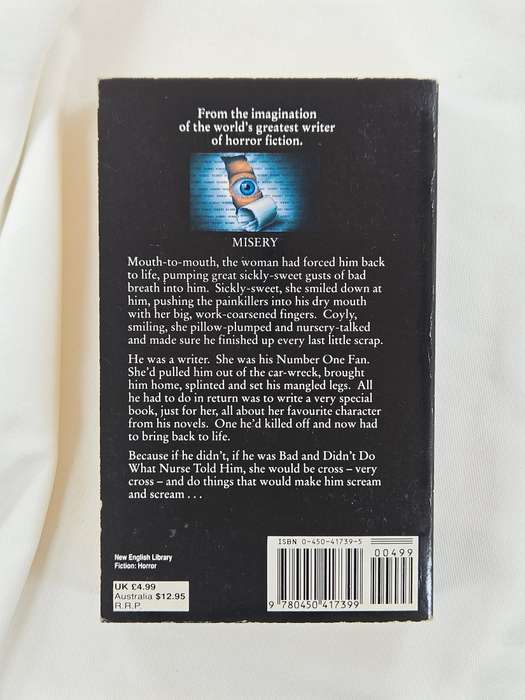 From the imagination
of the world's greatest writer
of horror fiction.
MISERY
Mouth-to-mouth, the woman had forced him back
to life, pumping great sickly-sweet gusts of bad
breath into him. Sickly-sweet, she smiled down at
him, pushing the painkillers into his dry mouth
with her big, work-coarsened fingers. Coyly,
smiling, she pillow-plumped and nursery-talked
and made sure he finished up every last little scrap.
He was a writer. She was his Number One Fan.
She'd pulled him out of the car-wreck, brought
him home, splinted and set his mangled legs. All
he had to do in return was to write a very special
book, just for her, all about her favourite character
from his novels. One he'd killed off and now had
to bring back to life.
Because if he didn't, if he was Bad and Didn't Do
What Nurse Told Him, she would be cross – very
cross – and do things that would make him scream
and scream . . .
ISBN 0-450-41739-5
00499
New English Library
Fiction: Horror
UK £4.99
Australia $12.95
R.R.P.
9 780450 417399